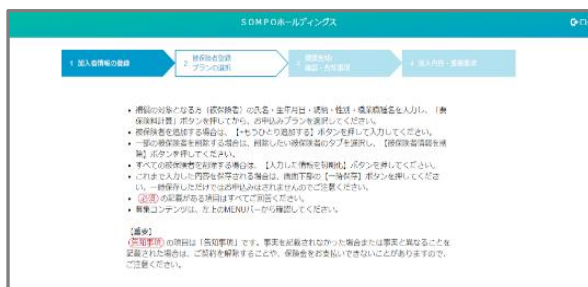 SOMPOホールディングス
1 加入者情報の登録
2 被保険者登録
プランの選択
4 加入内容・重要事項
• 補償の対象となる方（被保険者）の氏名・生年月日・続柄・性別・職業職種名を入力し、「保
険料計算】ボタンを押してから、お申込みプランを選択してください。
• 被保険者を追加する場合は、【+もうひとり追加する】ボタンを押して入力してください。
• 一部の被保険者を削除する場合は、削除したい被保険者のタブを選択し、【被保険者情報を削
除】ボタンを押してください。
• すべての被保険者を削除する場合は、【入力した情報を初期化】ボタンを押してください。
• これまで入力した内容を保存される場合は、画面下部の【一時保存】ボタンを押してくださ
い。一時保存しただけではお申込みはされませんのでご注意ください。
• 必須 の記載がある項目はすべてご回答ください。
• 募集コンテンツは、左上のMENUバーから確認してください。
【重要】
告知事項 の項目は「告知事項」です。事実を記載されなかった場合または事実と異なることを
記載された場合は、ご契約を解除することや、保険金をお支払いできないことがありますので、
ご注意ください。